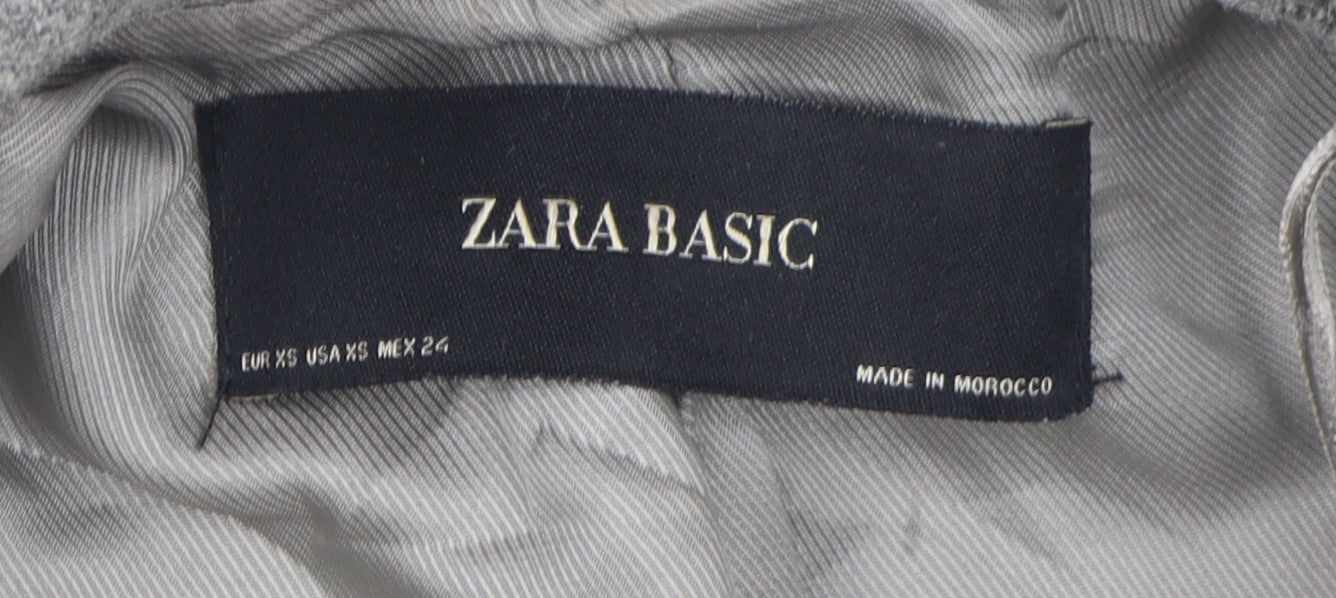 ZARA BASIC
EUR XS USA XS MEX 24
MADE IN MOROCCO